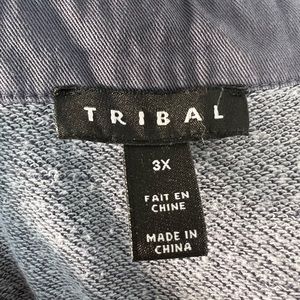 TRIBAL
3X
FAIT EN
CHINE
MADE IN
CHINA